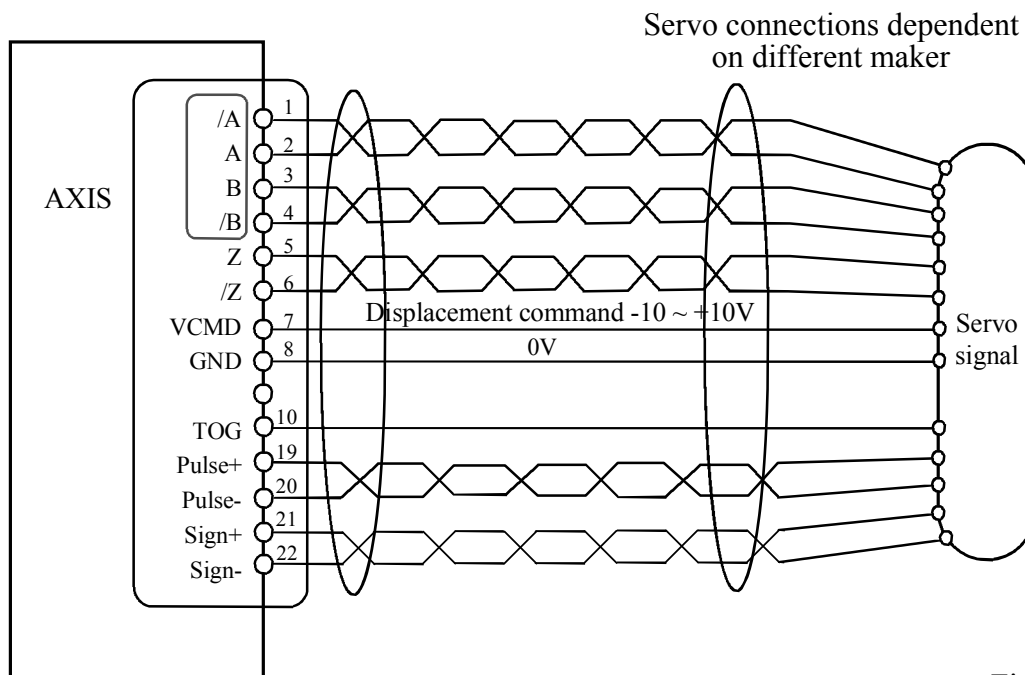 Servo connections dependent
on different maker
AXIS
/A 1
A 2
B 3
/B 4
Z 5
/Z 6
Displacement command -10 ~ +10V
VCMD 7
0V
GND 8
TOG 10
Pulse+ 19
Pulse- 20
Sign+ 21
Sign- 22
Servo
signal